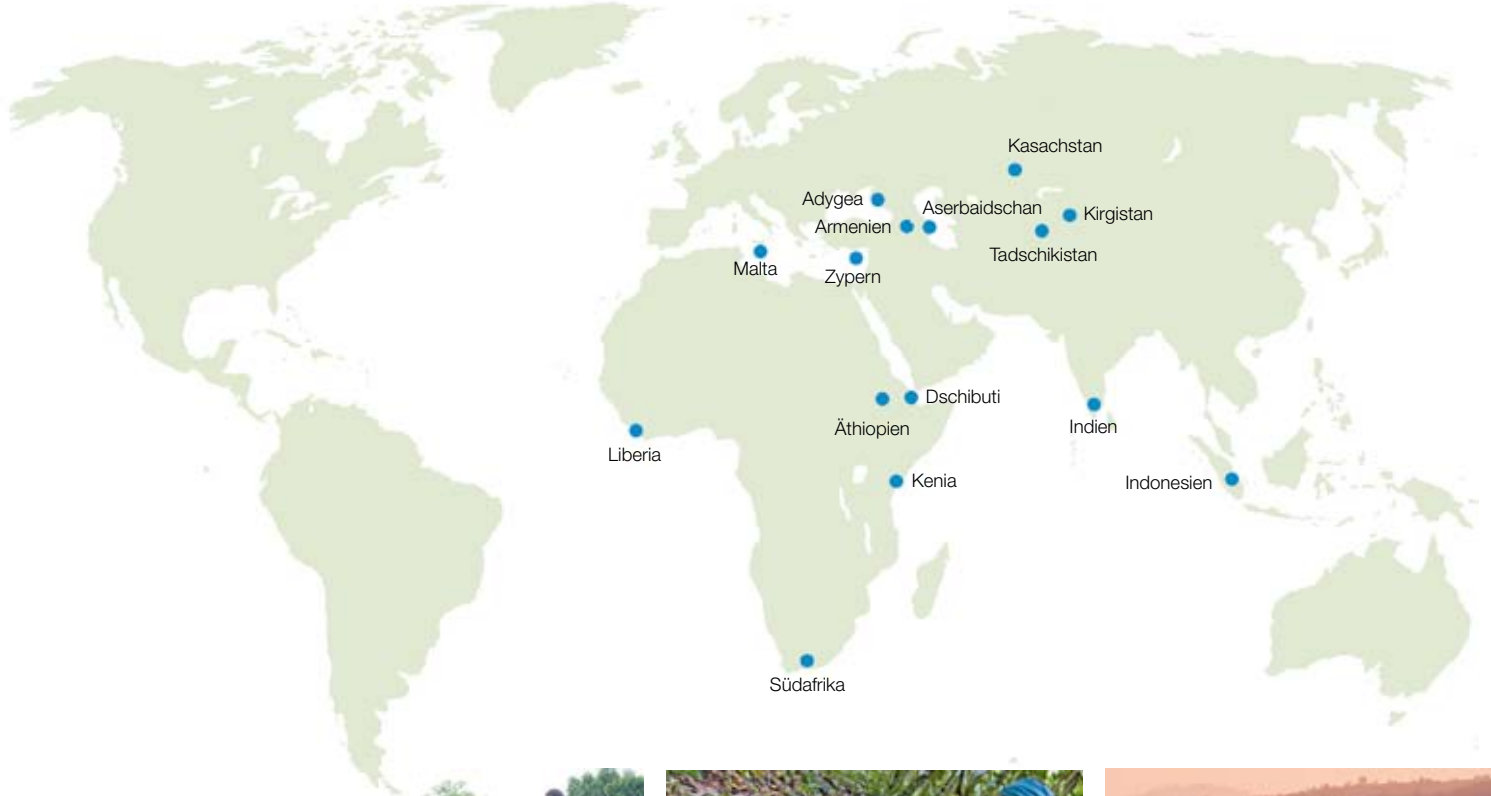 Kasachstan
Adygea
Aserbaidschan
Kirgistan
Armenien
Tadschikistan
Malta
Zypern
Dschibuti
Äthiopien
Indien
Liberia
Kenia
Indonesien
Südafrika